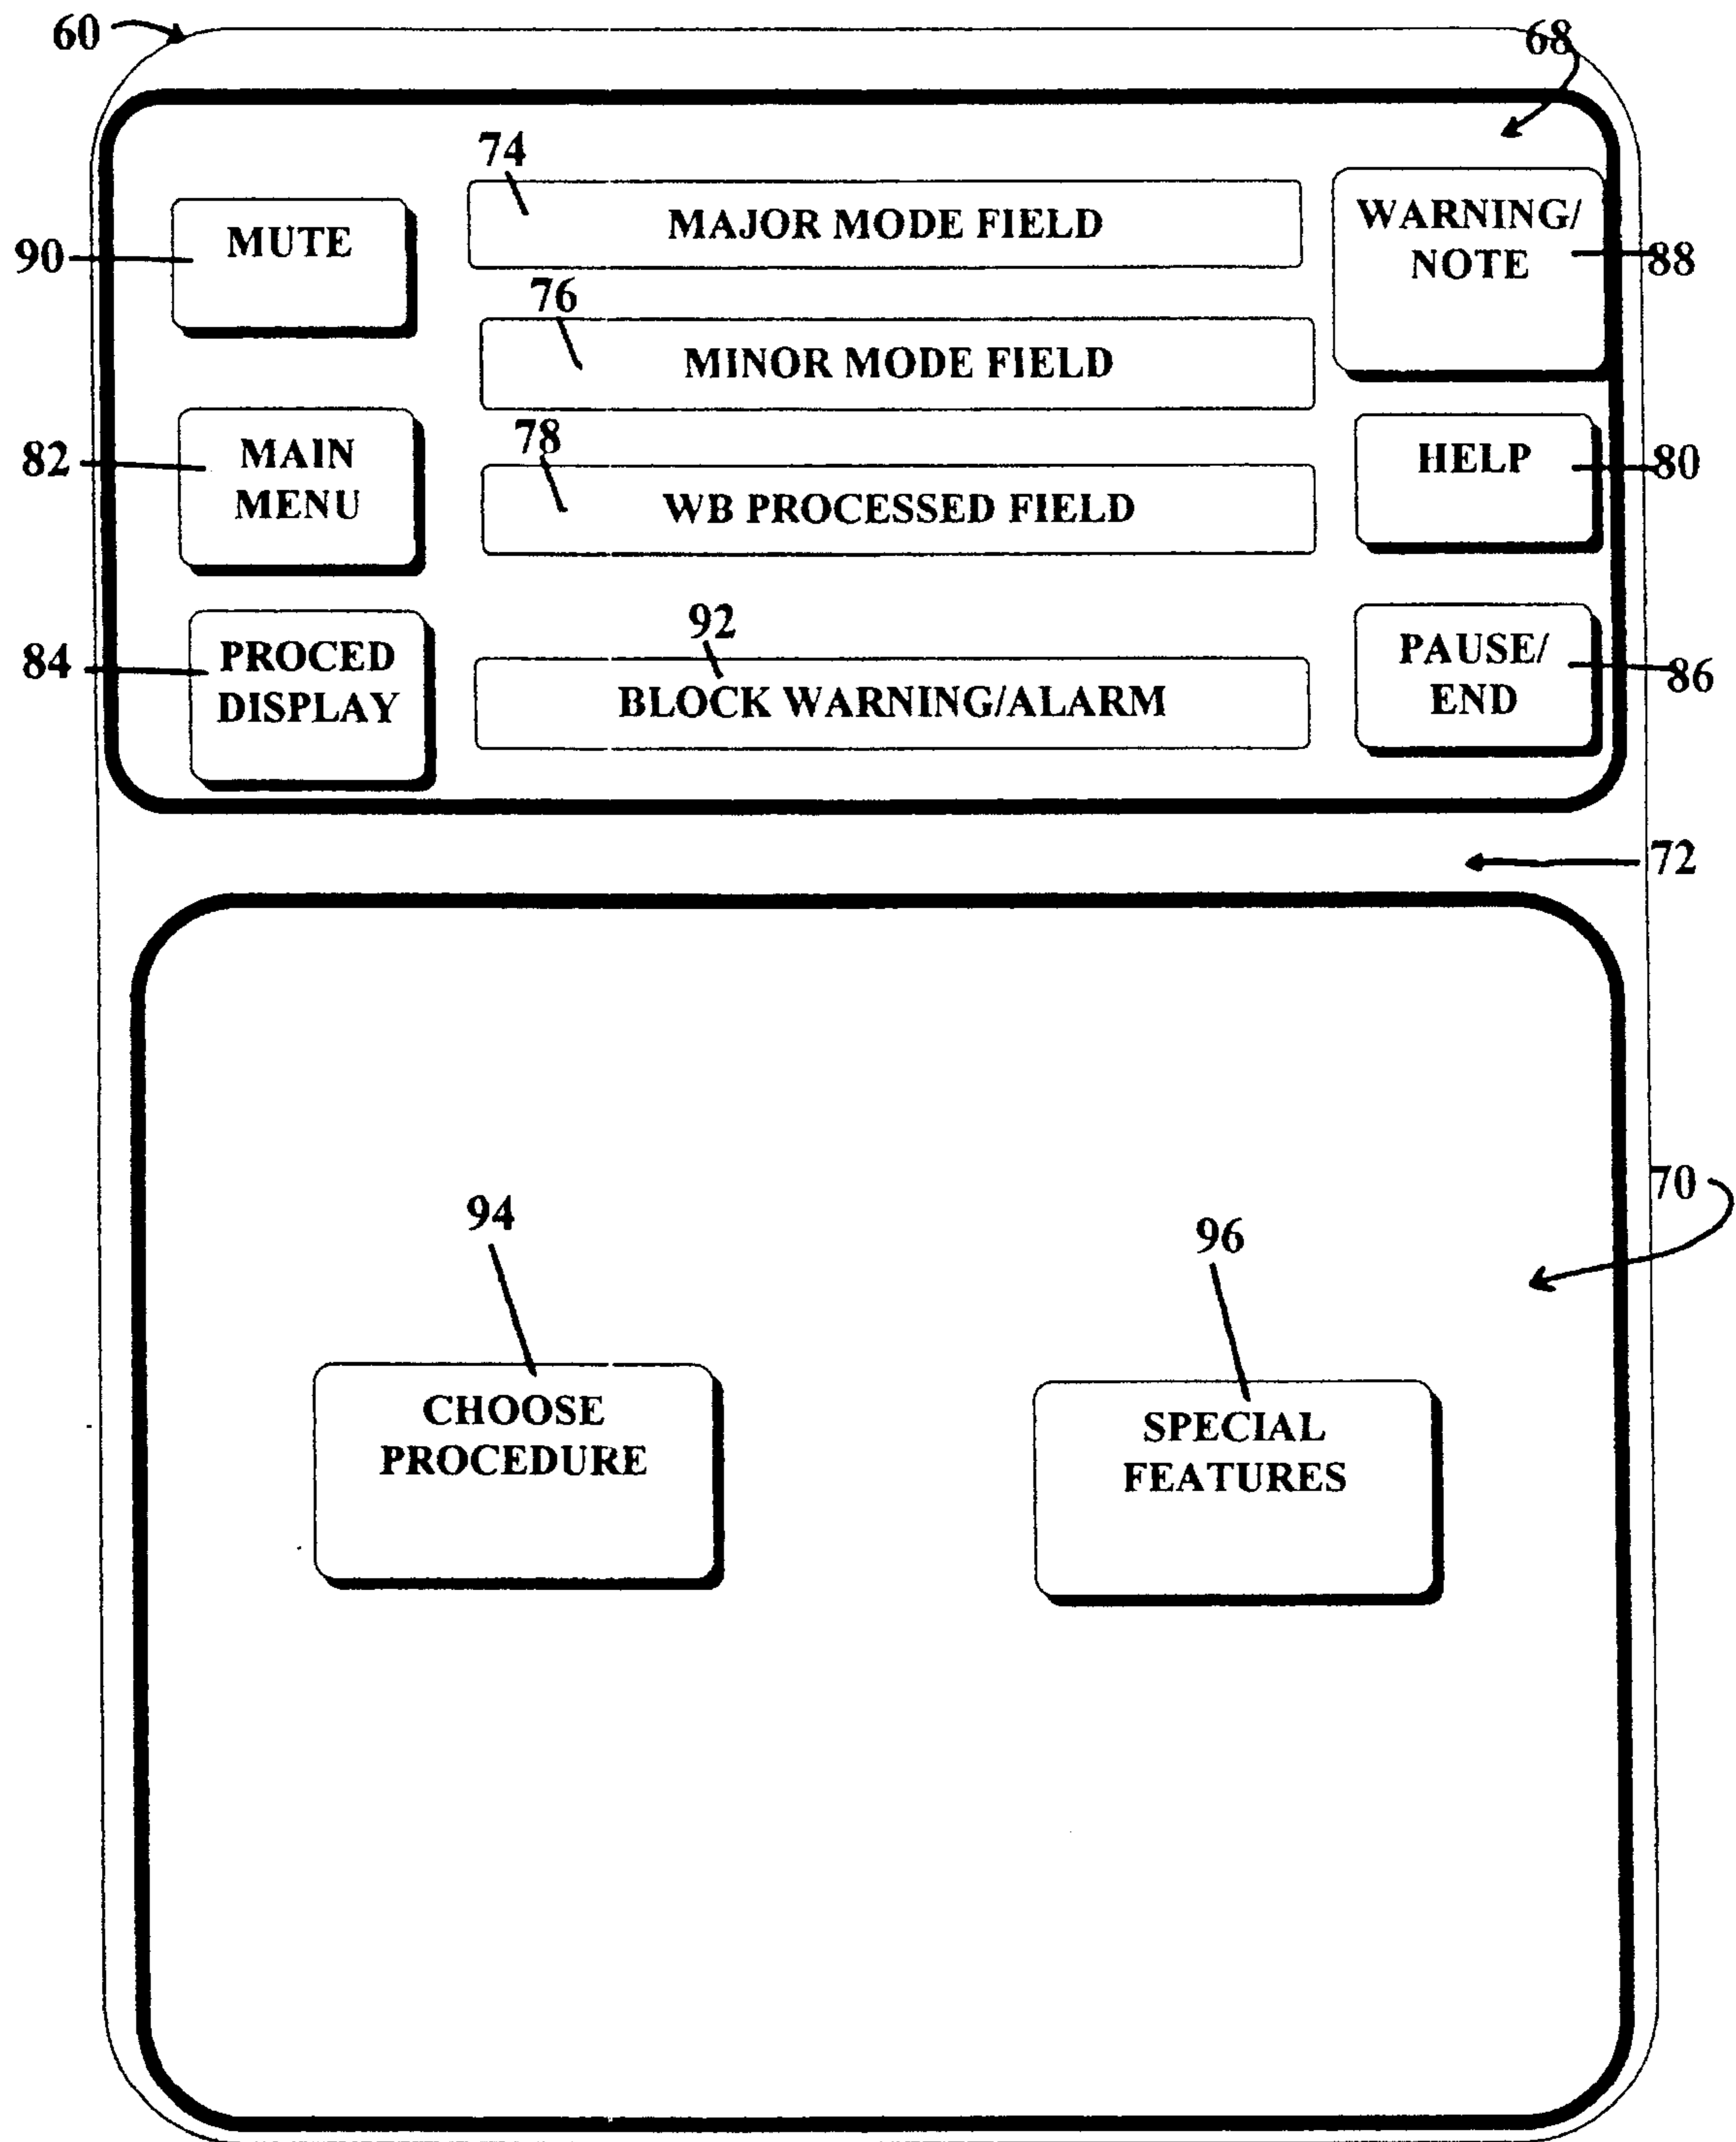 60
68
74
MAJOR MODE FIELD
WARNING/
NOTE
88
90
MUTE
76
MINOR MODE FIELD
82
MAIN
MENU
78
WB PROCESSED FIELD
HELP
80
84
PROCED
DISPLAY
92
BLOCK WARNING/ALARM
PAUSE/
END
86
72
70
94
96
CHOOSE
PROCEDURE
SPECIAL
FEATURES